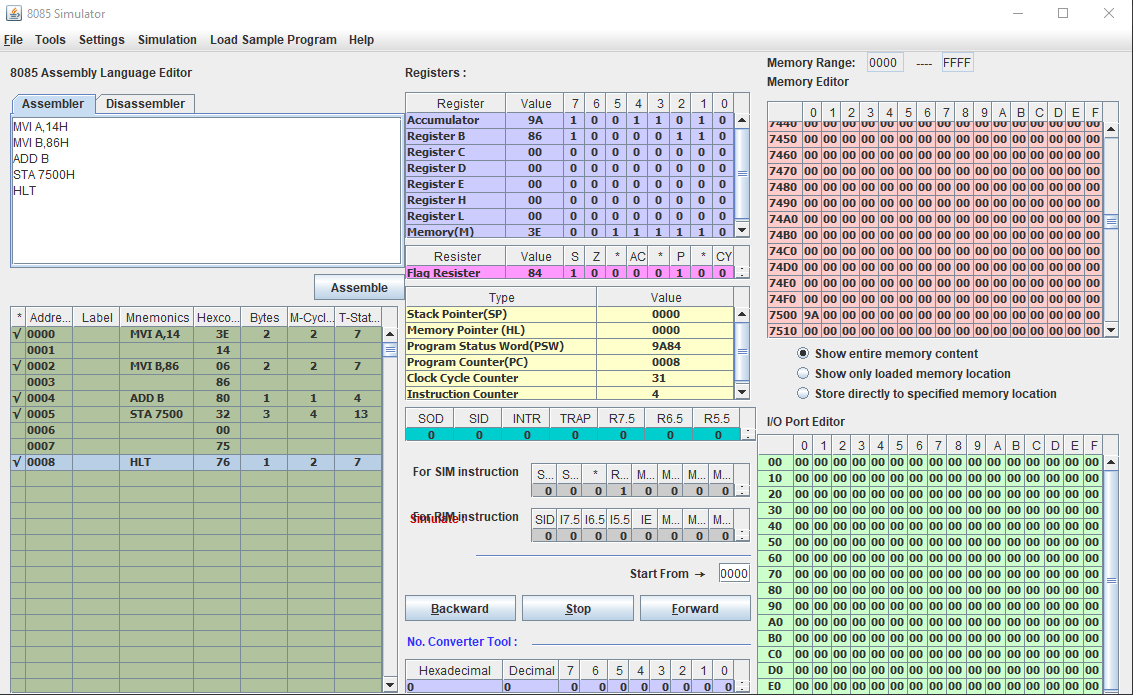 8085 Simulator
File Tools Settings Simulation Load Sample Program Help
8085 Assembly Language Editor
Assembler Disassembler
MVI A,14H
MVI B,86H
ADD B
STA 7500H
HLT
Assemble
* Addre... Label Mnemonics Hexco... Bytes M-Cycl... T-Stat...
√ 0000 MVI A,14 3E 2 2 7
0001 14
√ 0002 MVI B,86 06 2 2 7
0003 86
√ 0004 ADD B 80 1 1 4
√ 0005 STA 7500 32 3 4 13
0006 00
0007 75
√ 0008 HLT 76 1 2 7
Registers :
Register Value 7 6 5 4 3 2 1 0
Accumulator 9A 1 0 0 1 1 0 1 0
Register B 86 1 0 0 0 0 1 1 0
Register C 00 0 0 0 0 0 0 0 0
Register D 00 0 0 0 0 0 0 0 0
Register E 00 0 0 0 0 0 0 0 0
Register H 00 0 0 0 0 0 0 0 0
Register L 00 0 0 0 0 0 0 0 0
Memory(M) 3E 0 0 1 1 1 1 1 0
Resister Value S Z * AC * P * CY
Flag Resister 84 1 0 0 0 0 1 0 0
Type Value
Stack Pointer(SP) 0000
Memory Pointer (HL) 0000
Program Status Word(PSW) 9A84
Program Counter(PC) 0008
Clock Cycle Counter 31
Instruction Counter 4
SOD SID INTR TRAP R7.5 R6.5 R5.5
0 0 0 0 0 0 0
For SIM instruction
S... S... * R... M... M... M... M...
0 0 0 1 0 0 0 0
Simulate
For RIM instruction
SID I7.5 I6.5 I5.5 IE M... M... M...
0 0 0 0 0 0 0 0
Start From → 0000
Backward Stop Forward
No. Converter Tool :
Hexadecimal Decimal 7 6 5 4 3 2 1 0
0 0 0 0 0 0 0 0 0 0
Memory Range: 0000 ---- FFFF
Memory Editor
0 1 2 3 4 5 6 7 8 9 A B C D E F
7440 00 00 00 00 00 00 00 00 00 00 00 00 00 00 00 00
7450 00 00 00 00 00 00 00 00 00 00 00 00 00 00 00 00
7460 00 00 00 00 00 00 00 00 00 00 00 00 00 00 00 00
7470 00 00 00 00 00 00 00 00 00 00 00 00 00 00 00 00
7480 00 00 00 00 00 00 00 00 00 00 00 00 00 00 00 00
7490 00 00 00 00 00 00 00 00 00 00 00 00 00 00 00 00
74A0 00 00 00 00 00 00 00 00 00 00 00 00 00 00 00 00
74B0 00 00 00 00 00 00 00 00 00 00 00 00 00 00 00 00
74C0 00 00 00 00 00 00 00 00 00 00 00 00 00 00 00 00
74D0 00 00 00 00 00 00 00 00 00 00 00 00 00 00 00 00
74E0 00 00 00 00 00 00 00 00 00 00 00 00 00 00 00 00
74F0 00 00 00 00 00 00 00 00 00 00 00 00 00 00 00 00
7500 9A 00 00 00 00 00 00 00 00 00 00 00 00 00 00 00
7510 00 00 00 00 00 00 00 00 00 00 00 00 00 00 00 00
Show entire memory content
Show only loaded memory location
Store directly to specified memory location
I/O Port Editor
0 1 2 3 4 5 6 7 8 9 A B C D E F
00 00 00 00 00 00 00 00 00 00 00 00 00 00 00 00 00
10 00 00 00 00 00 00 00 00 00 00 00 00 00 00 00 00
20 00 00 00 00 00 00 00 00 00 00 00 00 00 00 00 00
30 00 00 00 00 00 00 00 00 00 00 00 00 00 00 00 00
40 00 00 00 00 00 00 00 00 00 00 00 00 00 00 00 00
50 00 00 00 00 00 00 00 00 00 00 00 00 00 00 00 00
60 00 00 00 00 00 00 00 00 00 00 00 00 00 00 00 00
70 00 00 00 00 00 00 00 00 00 00 00 00 00 00 00 00
80 00 00 00 00 00 00 00 00 00 00 00 00 00 00 00 00
90 00 00 00 00 00 00 00 00 00 00 00 00 00 00 00 00
A0 00 00 00 00 00 00 00 00 00 00 00 00 00 00 00 00
B0 00 00 00 00 00 00 00 00 00 00 00 00 00 00 00 00
C0 00 00 00 00 00 00 00 00 00 00 00 00 00 00 00 00
D0 00 00 00 00 00 00 00 00 00 00 00 00 00 00 00 00
E0 00 00 00 00 00 00 00 00 00 00 00 00 00 00 00 00